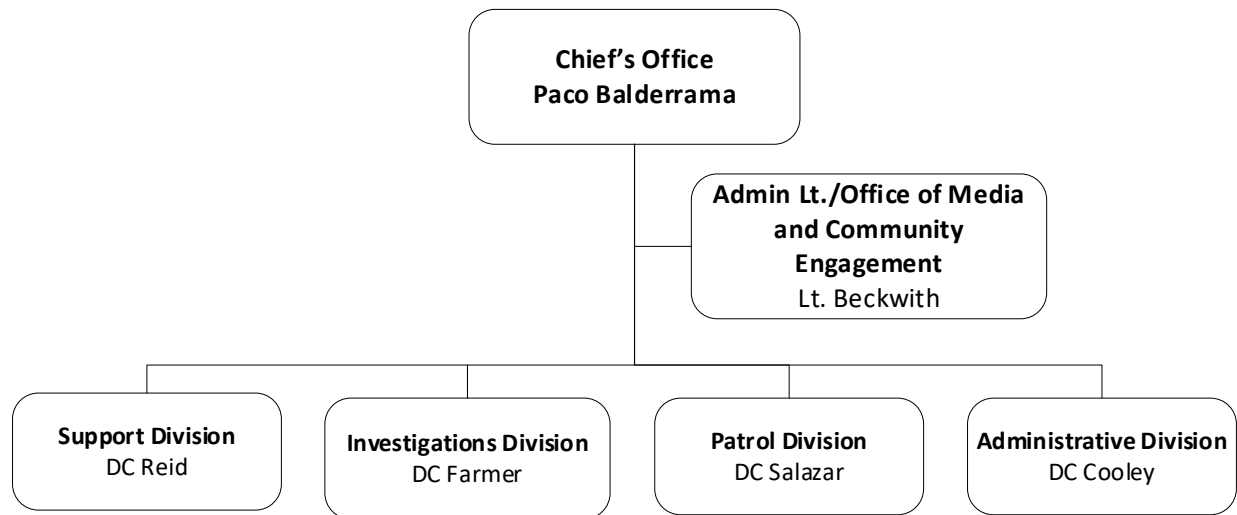 Chief’s Office
Paco Balderrama
Admin Lt./Office of Media
and Community
Engagement
Lt. Beckwith
Support Division
DC Reid
Investigations Division
DC Farmer
Patrol Division
DC Salazar
Administrative Division
DC Cooley